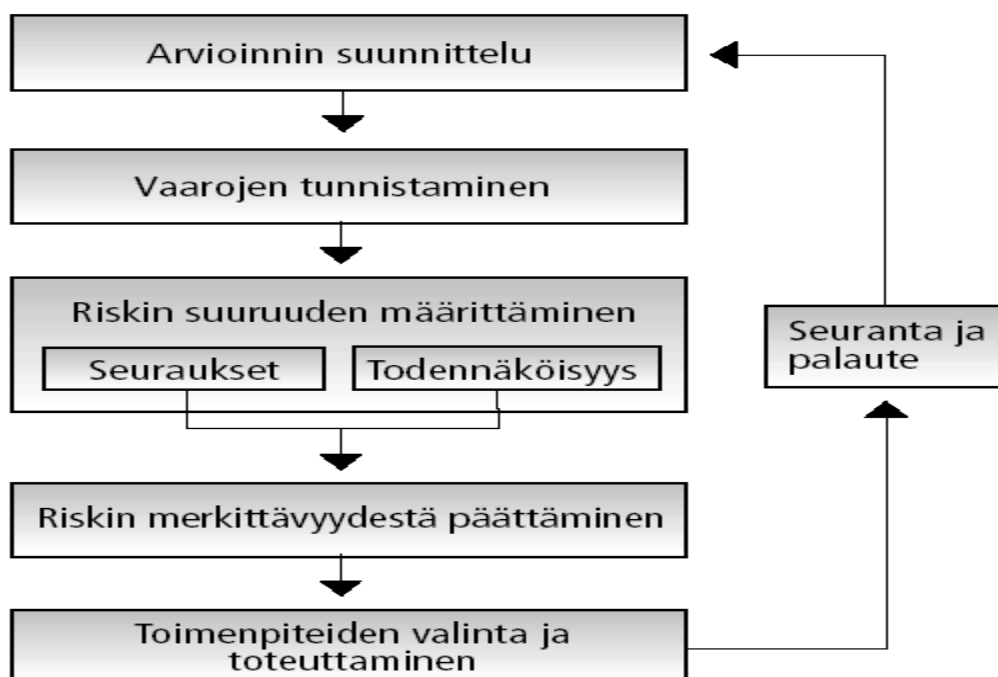 Arvioinnin suunnittelu
Vaarojen tunnistaminen
Riskin suuruuden määrittäminen
Seuraukset
Todennäköisyys
Riskin merkittävyydestä päättäminen
Toimenpiteiden valinta ja
toteuttaminen
Seuranta ja
palaute